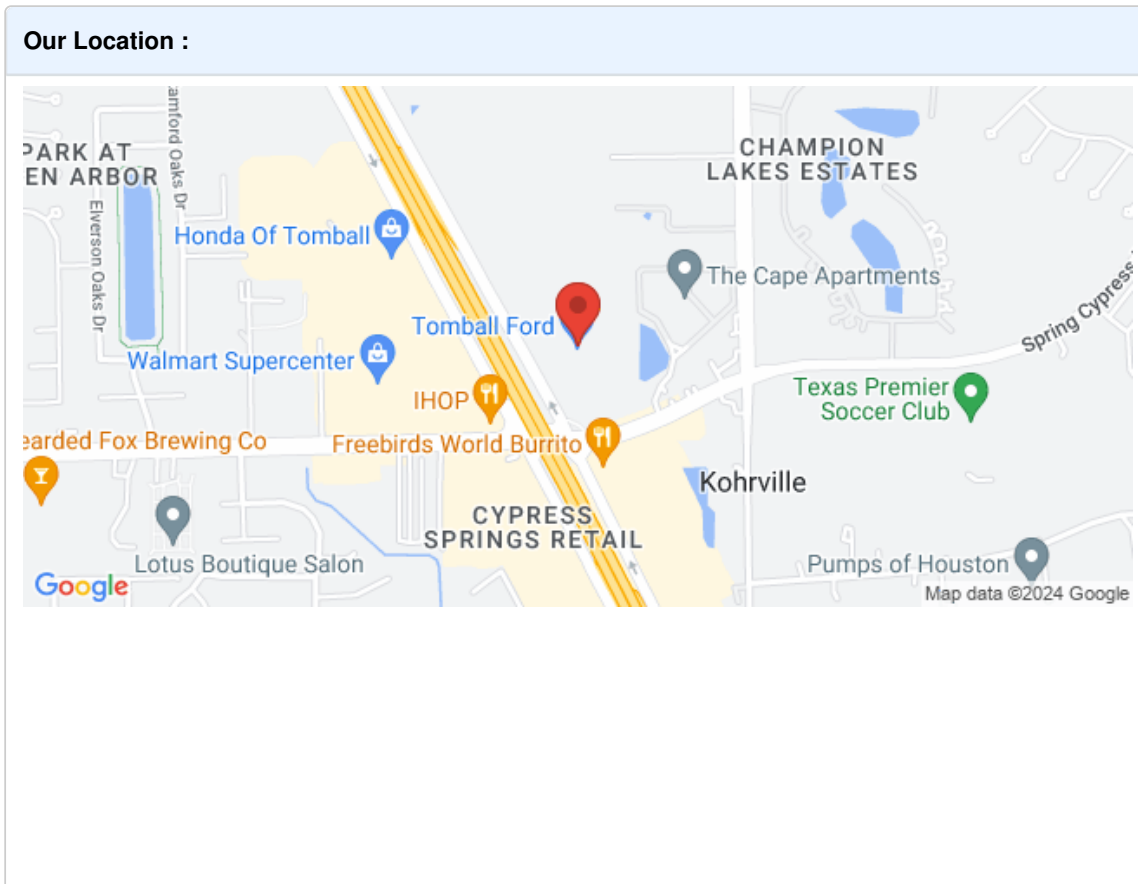 Our Location :
PARK AT
EN ARBOR
amford Oaks Dr
Elverson Oaks Dr
Honda Of Tomball
CHAMPION
LAKES ESTATES
The Cape Apartments
Tomball Ford
Spring Cypress
Walmart Supercenter
IHOP
Texas Premier
Soccer Club
earded Fox Brewing Co
Freebirds World Burrito
Kohrville
CYPRESS
SPRINGS RETAIL
Lotus Boutique Salon
Pumps of Houston
Google
Map data ©2024 Google